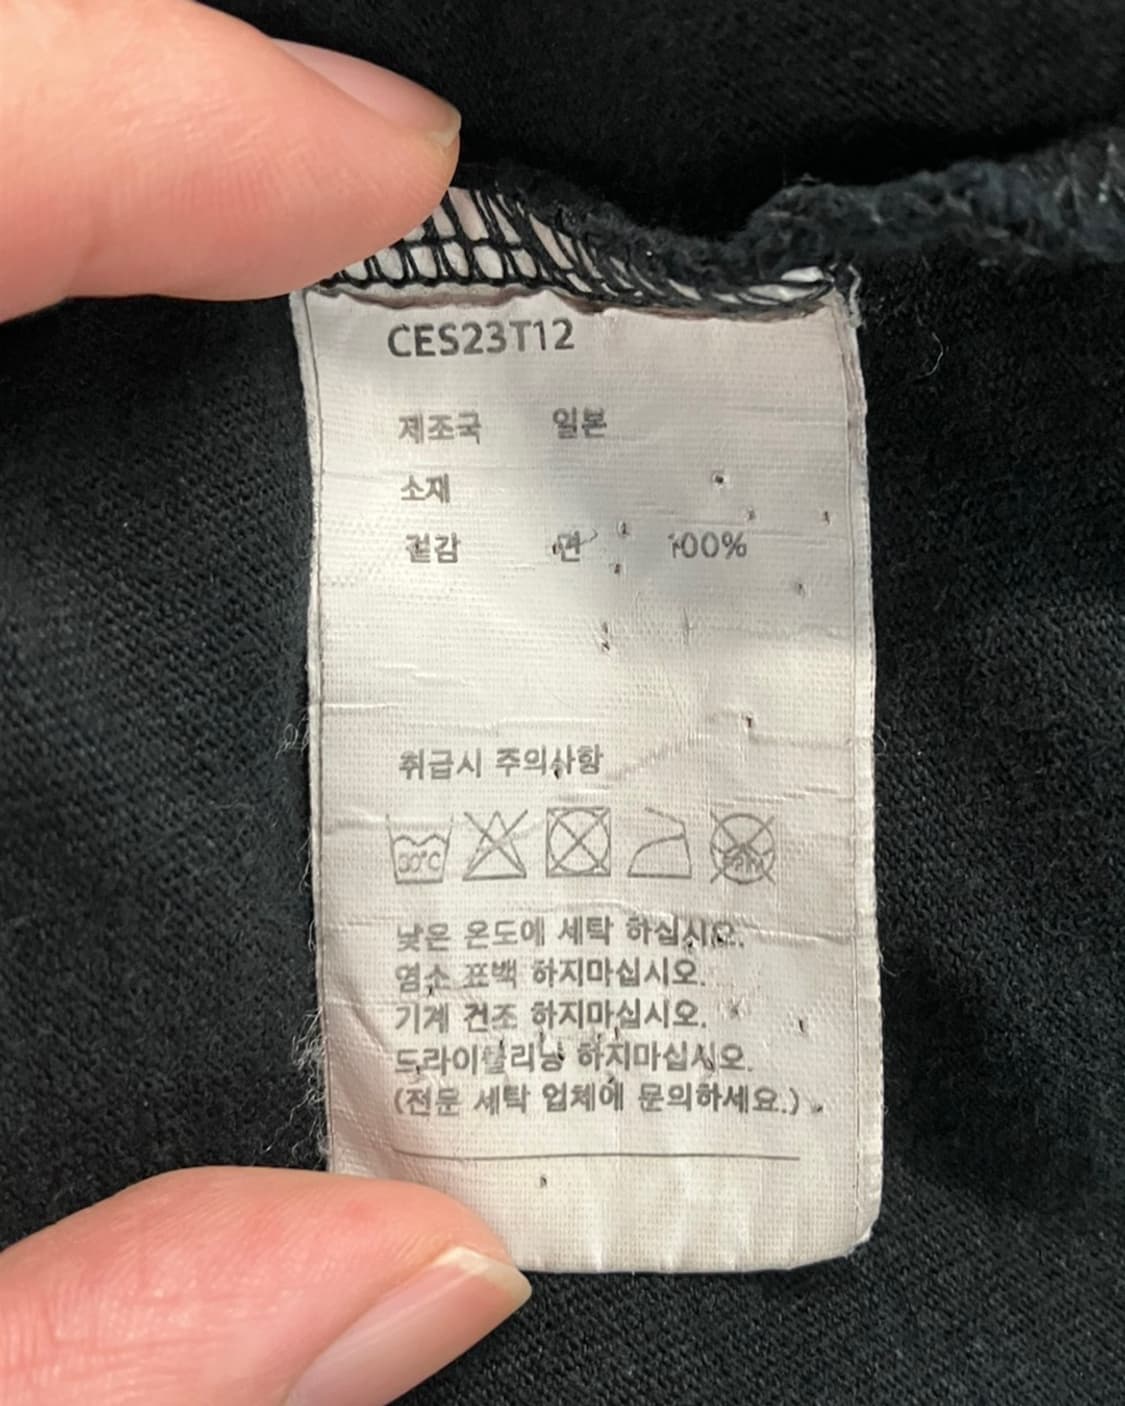 CES23T12
제조국 일본
소재
겉감 면 100%
취급시 주의사항
30°C
낮은 온도에 세탁 하십시오.
염소 표백 하지마십시오.
기계 건조 하지마십시오.
드라이클리닝 하지마십시오.
(전문 세탁 업체에 문의하세요.)